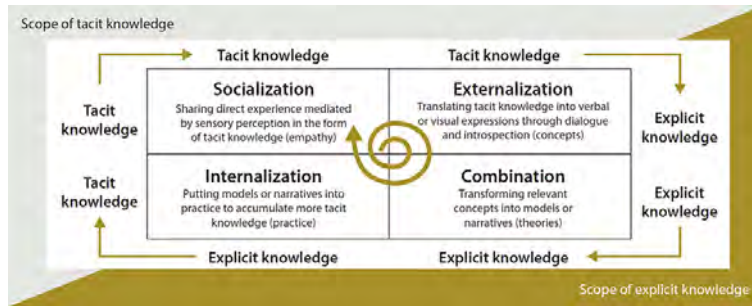 Scope of tacit knowledge
Tacit knowledge
Tacit knowledge
Tacit
knowledge
Socialization
Sharing direct experience mediated
by sensory perception in the form
of tacit knowledge (empathy)
Externalization
Translating tacit knowledge into verbal
or visual expressions through dialogue
and introspection (concepts)
Explicit
knowledge
Tacit
knowledge
Internalization
Putting models or narratives into
practice to accumulate more tacit
knowledge (practice)
Combination
Transforming relevant
concepts into models or
narratives (theories)
Explicit
knowledge
Explicit knowledge
Explicit knowledge
Scope of explicit knowledge